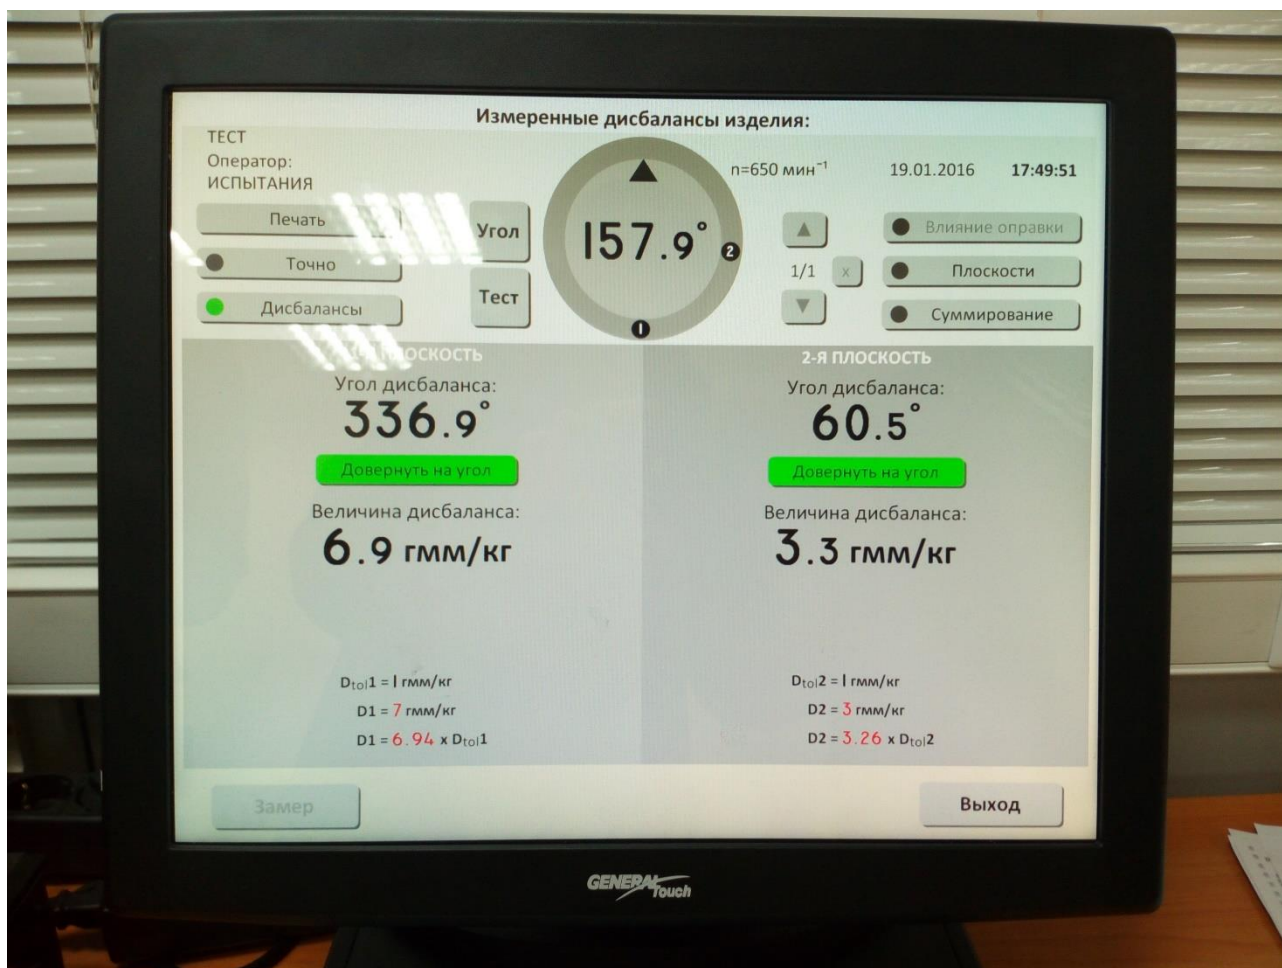 Измеренные дисбалансы изделия:
ТЕСТ
Оператор:
ИСПЫТАНИЯ
n=650 мин⁻¹
19.01.2016
17:49:51
Печать
Точно
Дисбалансы
Угол
Тест
157.9°
2
1
1/1
x
Влияние оправки
Плоскости
Суммирование
ПЛОСКОСТЬ
Угол дисбаланса:
336.9°
Довернуть на угол
Величина дисбаланса:
6.9 гмм/кг
Dtol1 = 1 гмм/кг
D1 = 7 гмм/кг
D1 = 6.94 x Dtol1
2-Я ПЛОСКОСТЬ
Угол дисбаланса:
60.5°
Довернуть на угол
Величина дисбаланса:
3.3 гмм/кг
Dtol2 = 1 гмм/кг
D2 = 3 гмм/кг
D2 = 3.26 x Dtol2
Замер
Выход
GENERAL Touch